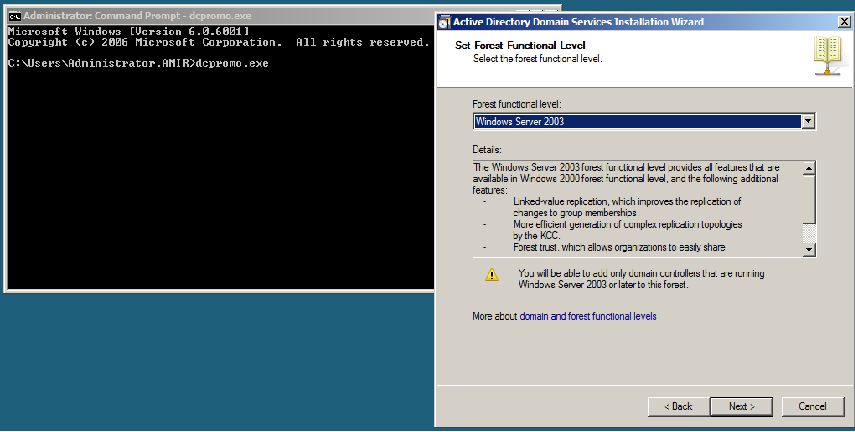 Administrator: Command Prompt - dcpromo.exe
Microsoft Windows [Version 6.0.6001]
Copyright (c) 2006 Microsoft Corporation.  All rights reserved.
C:\Users\Administrator.AMIR>dcpromo.exe
Active Directory Domain Services Installation Wizard
Set Forest Functional Level
Select the forest functional level.
Forest functional level:
Windows Server 2003
Details:
The Windows Server 2003 forest functional level provides all features that are
available in Windows 2000 forest functional level, and the following additional
features:
- Linked-value replication, which improves the replication of
changes to group memberships
- More efficient generation of complex replication topologies
by the KCC.
- Forest trust, which allows organizations to easily share
You will be able to add only domain controllers that are running
Windows Server 2003 or later to this forest.
More about domain and forest functional levels
< Back
Next >
Cancel